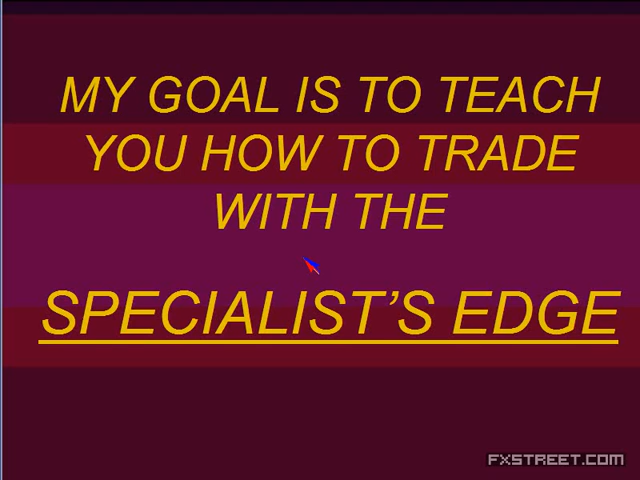 MY GOAL IS TO TEACH
YOU HOW TO TRADE
WITH THE
SPECIALIST'S EDGE
FXSTREET.COM